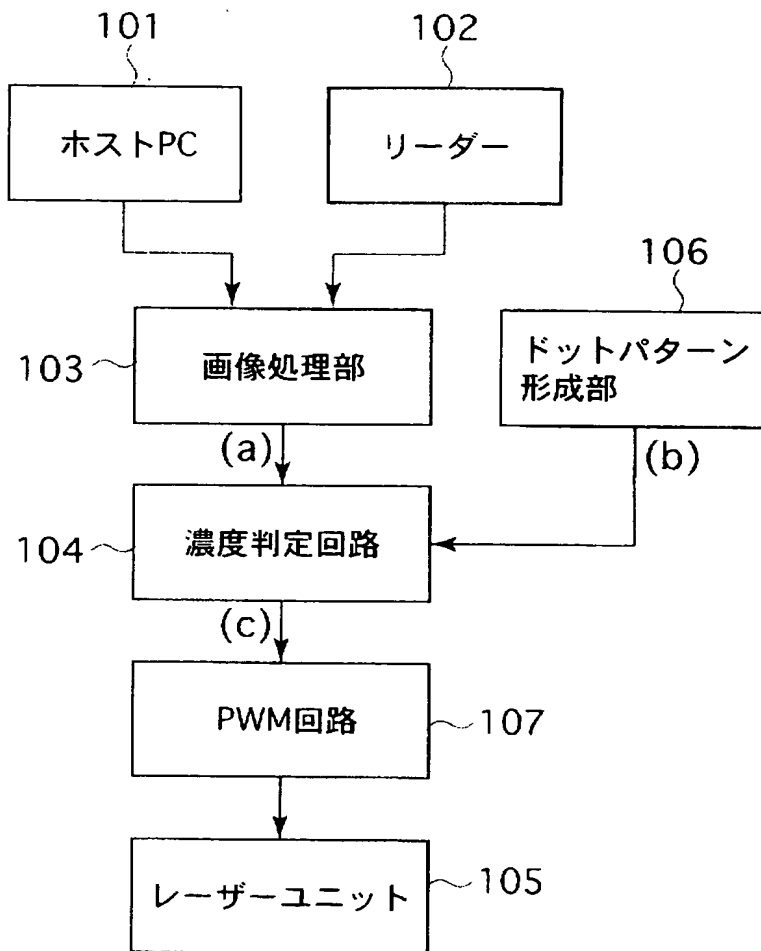 101
102
ホストPC
リーダー
106
103
画像処理部
ドットパターン
形成部
(a)
(b)
104
濃度判定回路
(c)
PWM回路
107
レーザーユニット
105